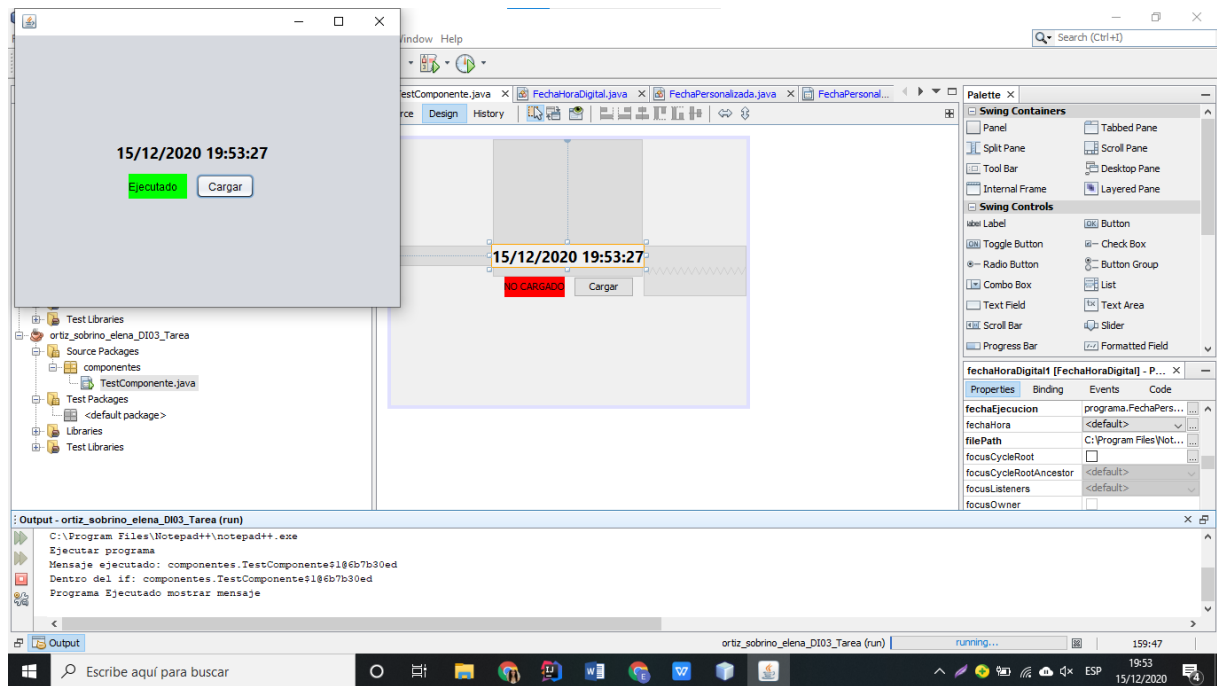 Window Help
Search (Ctrl+I)
estComponente.java
FechaHoraDigital.java
FechaPersonalizada.java
FechaPersonal...
rce Design History
15/12/2020 19:53:27
Ejecutado
Cargar
15/12/2020 19:53:27
NO CARGADO
Cargar
Test Libraries
ortiz_sobrino_elena_DI03_Tarea
Source Packages
componentes
TestComponente.java
Test Packages
<default package>
Libraries
Test Libraries
Palette
Swing Containers
Panel Tabbed Pane
Split Pane Scroll Pane
Tool Bar Desktop Pane
Internal Frame Layered Pane
Swing Controls
label Label OK Button
ON Toggle Button Check Box
Radio Button Button Group
Combo Box List
Text Field Text Area
Scroll Bar Slider
Progress Bar Formatted Field
fechaHoraDigital1 [FechaHoraDigital] - P...
Properties Binding Events Code
fechaEjecucion programa.FechaPers... ...
fechaHora <default> ...
filePath C:\Program Files\Not... ...
focusCycleRoot ...
focusCycleRootAncestor <default>
focusListeners <default>
focusOwner
Output - ortiz_sobrino_elena_DI03_Tarea (run)
C:\Program Files\Notepad++\notepad++.exe
Ejecutar programa
Mensaje ejecutado: componentes.TestComponente$1@6b7b30ed
Dentro del if: componentes.TestComponente$1@6b7b30ed
Programa Ejecutado mostrar mensaje
Output
ortiz_sobrino_elena_DI03_Tarea (run)
running...
159:47
Escribe aquí para buscar
ESP
19:53
15/12/2020
4